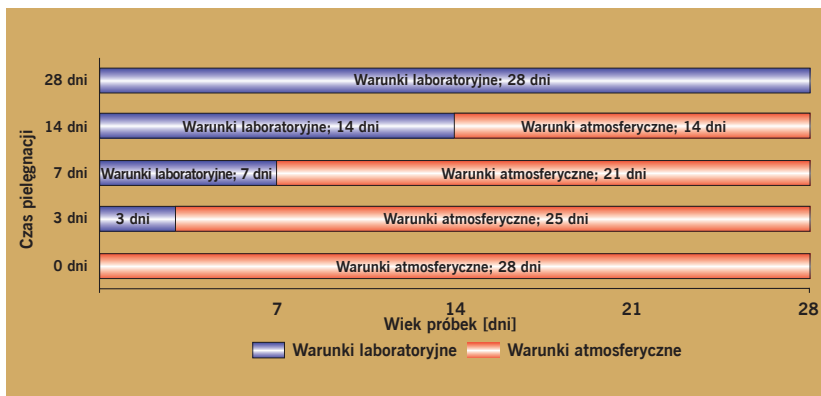 28 dni
Warunki laboratoryjne; 28 dni
14 dni
Warunki laboratoryjne; 14 dni
Warunki atmosferyczne; 14 dni
7 dni
Warunki laboratoryjne; 7 dni
Warunki atmosferyczne; 21 dni
3 dni
3 dni
Warunki atmosferyczne; 25 dni
0 dni
Warunki atmosferyczne; 28 dni
Czas pielęgnacji
7
14
21
28
Wiek próbek [dni]
Warunki laboratoryjne
Warunki atmosferyczne